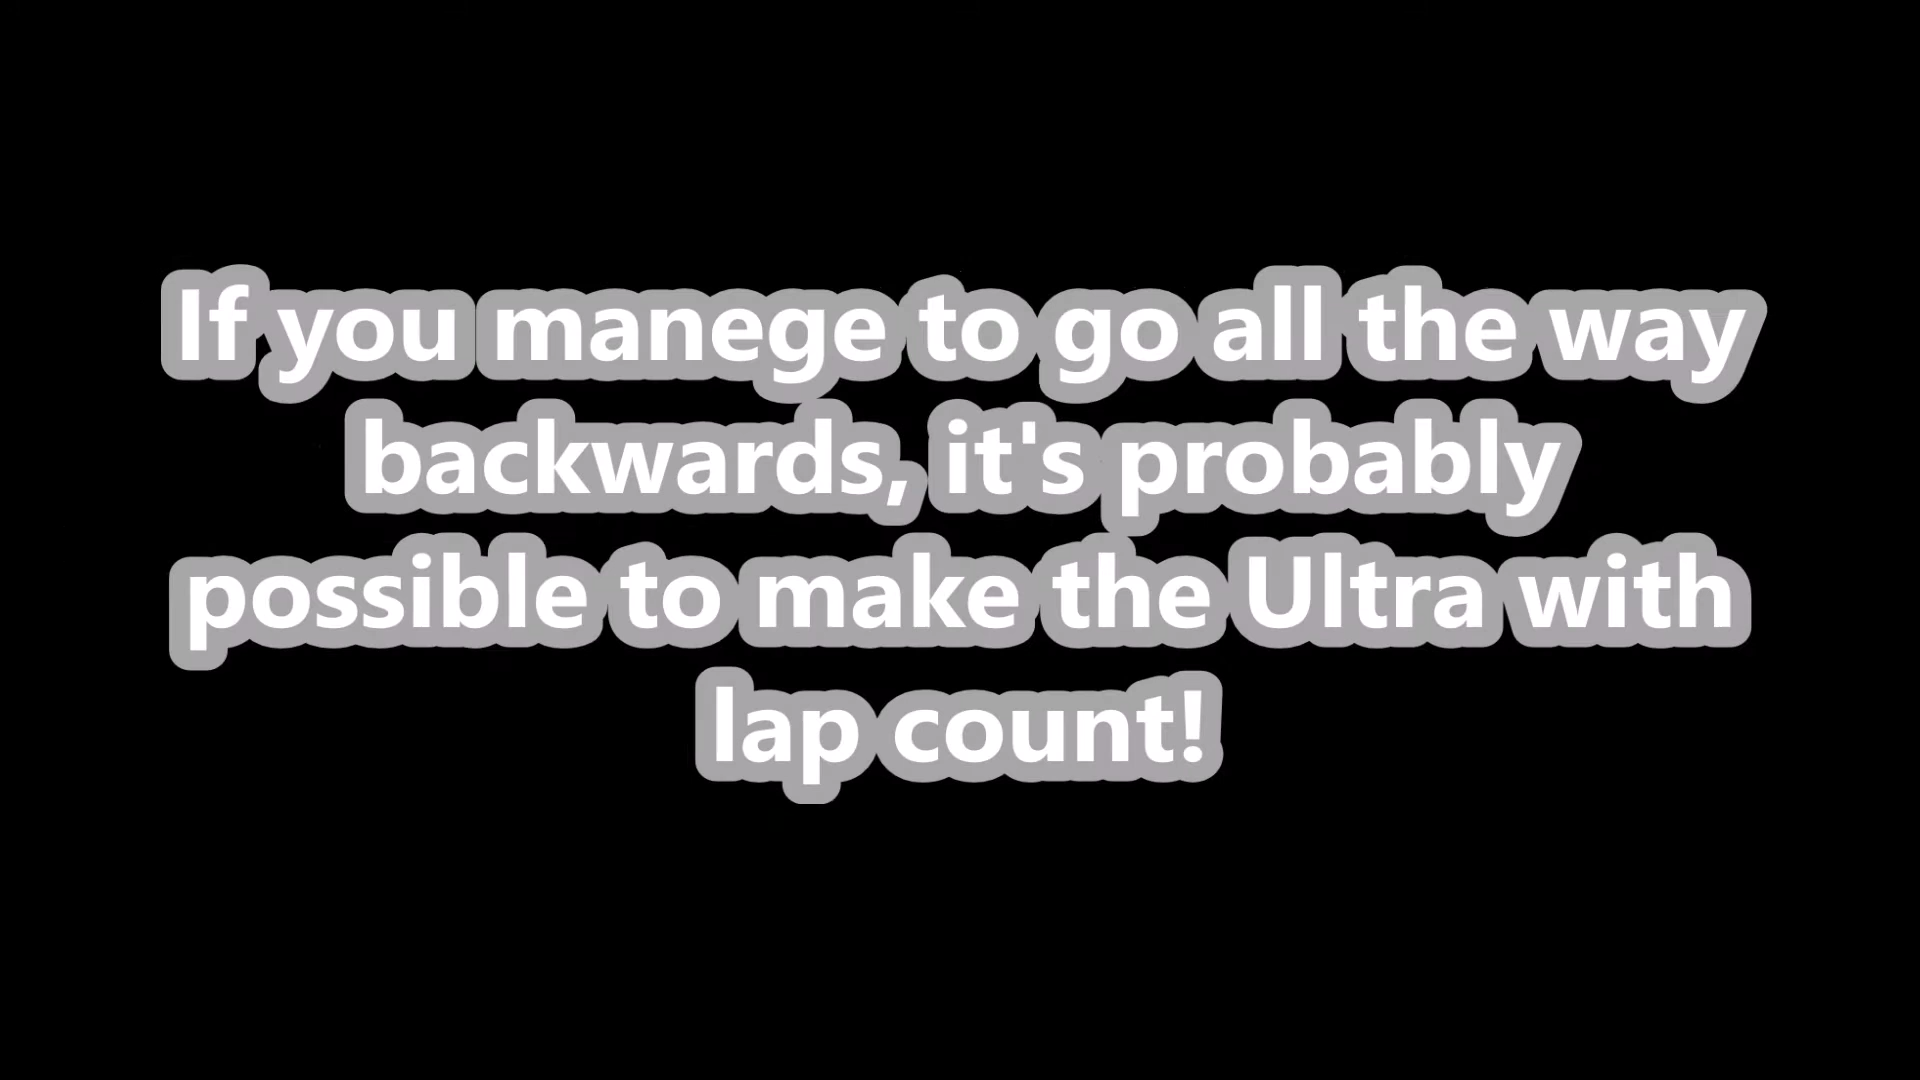 If you manege to go all the way
backwards, it's probably
possible to make the Ultra with
lap count!